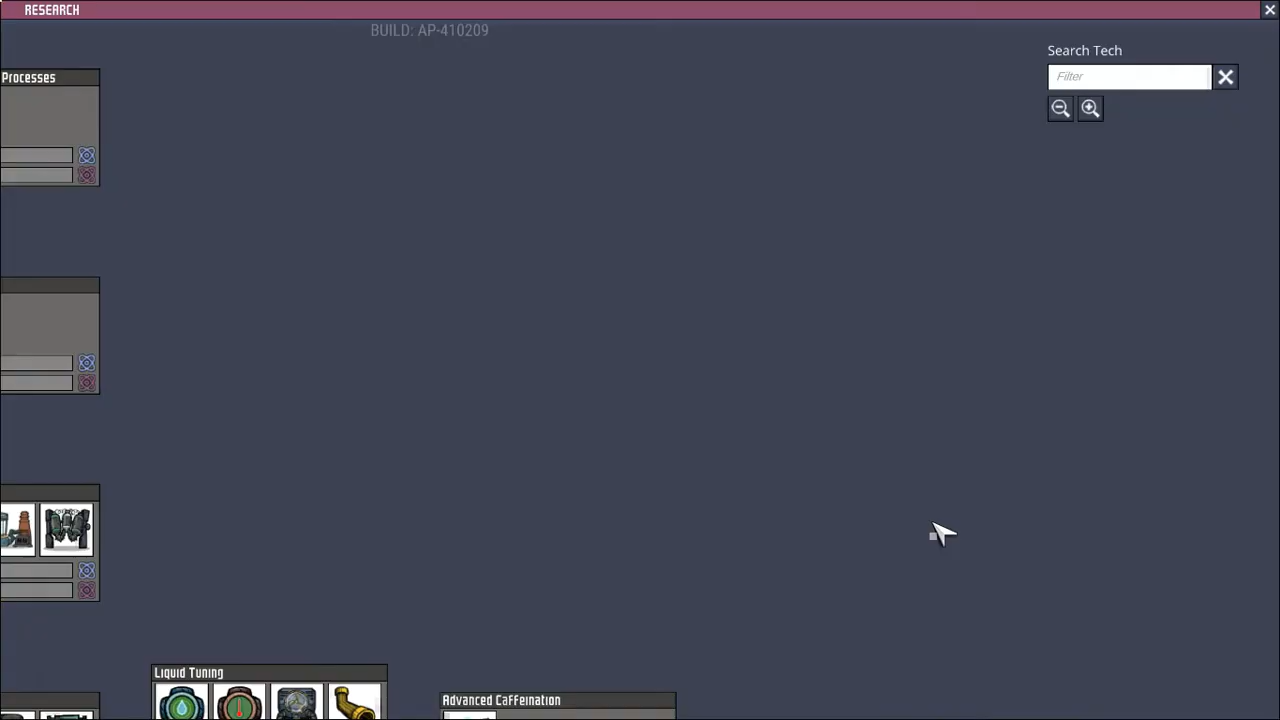 RESEARCH
BUILD: AP-410209
Search Tech
Filter
Processes
Liquid Tuning
Advanced Caffeination